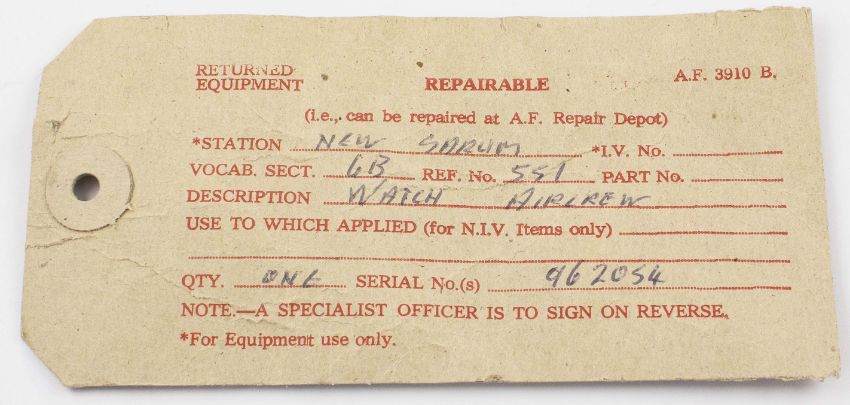 RETURNED
EQUIPMENT REPAIRABLE A.F. 3910 B.
(i.e., can be repaired at A.F. Repair Depot)
*STATION NEW SARUM *I.V. No.
VOCAB. SECT. 6B REF. No. 551 PART No.
DESCRIPTION WATCH AIRCREW
USE TO WHICH APPLIED (for N.I.V. Items only)
QTY. ONE SERIAL No.(s) 962054
NOTE.—A SPECIALIST OFFICER IS TO SIGN ON REVERSE.
*For Equipment use only.